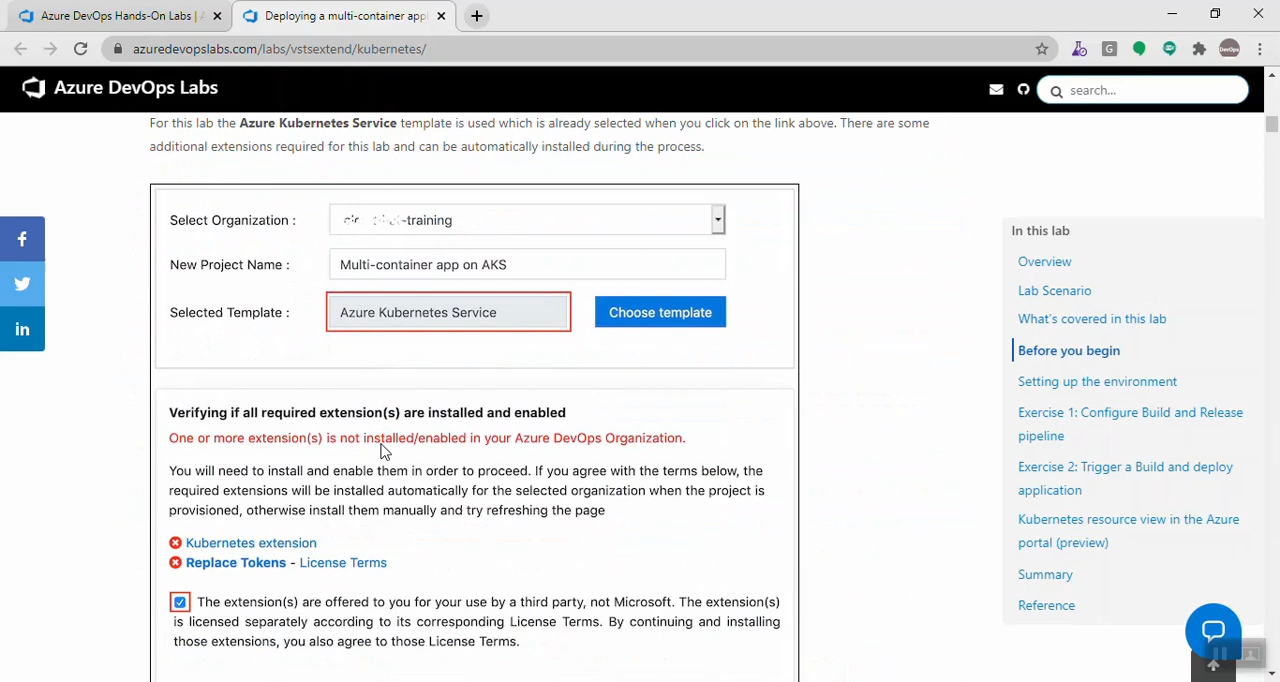 Azure DevOps Hands-On Labs | A
Deploying a multi-container appl
azuredevopslabs.com/labs/vstsextend/kubernetes/
G
DevOps
Azure DevOps Labs
search...
For this lab the Azure Kubernetes Service template is used which is already selected when you click on the link above. There are some
additional extensions required for this lab and can be automatically installed during the process.
Select Organization :
-training
New Project Name :
Multi-container app on AKS
Selected Template :
Azure Kubernetes Service
Choose template
Verifying if all required extension(s) are installed and enabled
One or more extension(s) is not installed/enabled in your Azure DevOps Organization.
You will need to install and enable them in order to proceed. If you agree with the terms below, the
required extensions will be installed automatically for the selected organization when the project is
provisioned, otherwise install them manually and try refreshing the page
Kubernetes extension
Replace Tokens - License Terms
The extension(s) are offered to you for your use by a third party, not Microsoft. The extension(s)
is licensed separately according to its corresponding License Terms. By continuing and installing
those extensions, you also agree to those License Terms.
In this lab
Overview
Lab Scenario
What's covered in this lab
Before you begin
Setting up the environment
Exercise 1: Configure Build and Release
pipeline
Exercise 2: Trigger a Build and deploy
application
Kubernetes resource view in the Azure
portal (preview)
Summary
Reference